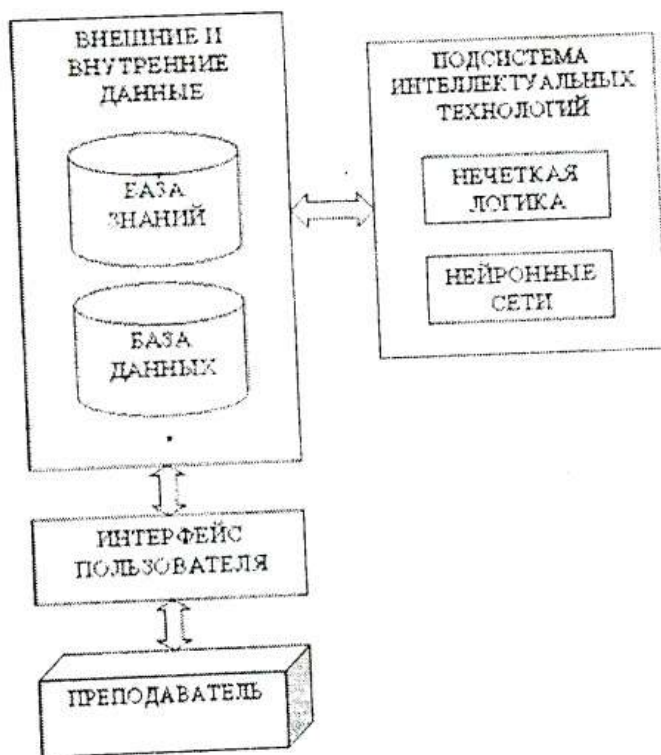 ВНЕШНИЕ И
ВНУТРЕННИЕ
ДАННЫЕ
БАЗА
ЗНАНИЙ
БАЗА
ДАННЫХ
ПОДСИСТЕМА
ИНТЕЛЛЕКТУАЛЬНЫХ
ТЕХНОЛОГИЙ
НЕЧЕТКАЯ
ЛОГИКА
НЕЙРОННЫЕ
СЕТИ
ИНТЕРФЕЙС
ПОЛЬЗОВАТЕЛЯ
ПРЕПОДАВАТЕЛЬ